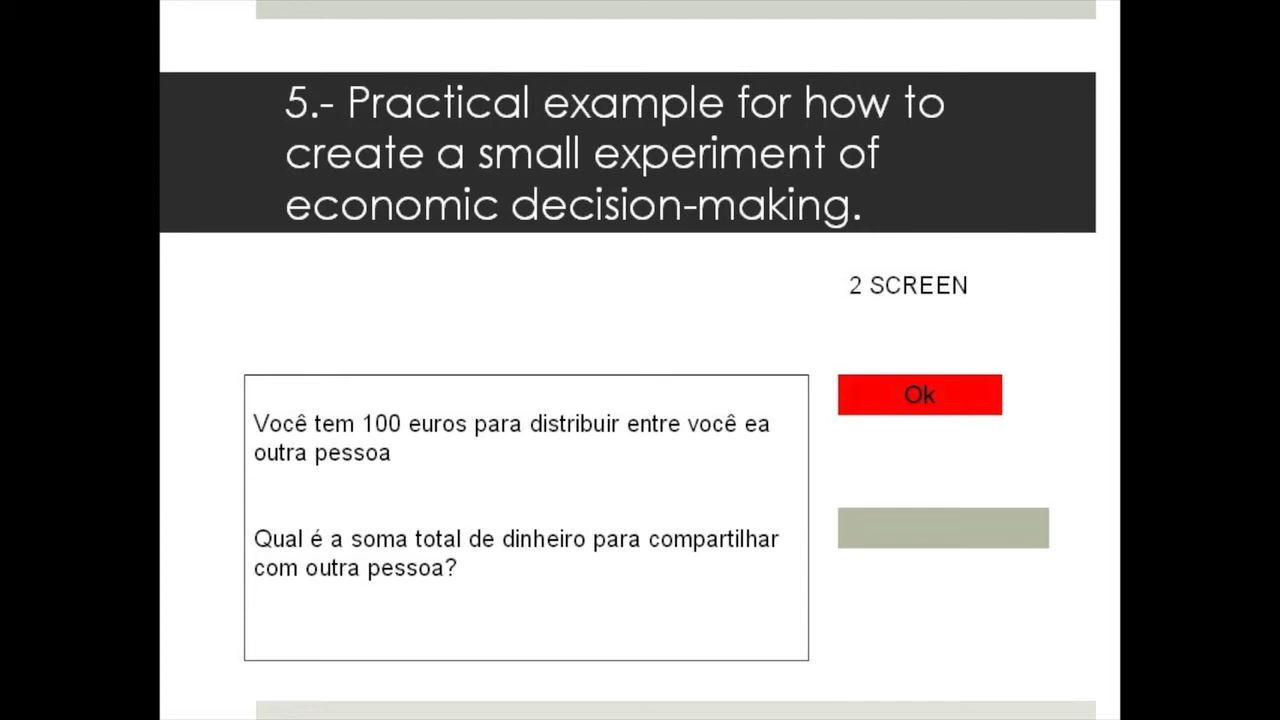 5.- Practical example for how to
create a small experiment of
economic decision-making.
2 SCREEN
Ok
Você tem 100 euros para distribuir entre você ea
outra pessoa
Qual é a soma total de dinheiro para compartilhar
com outra pessoa?